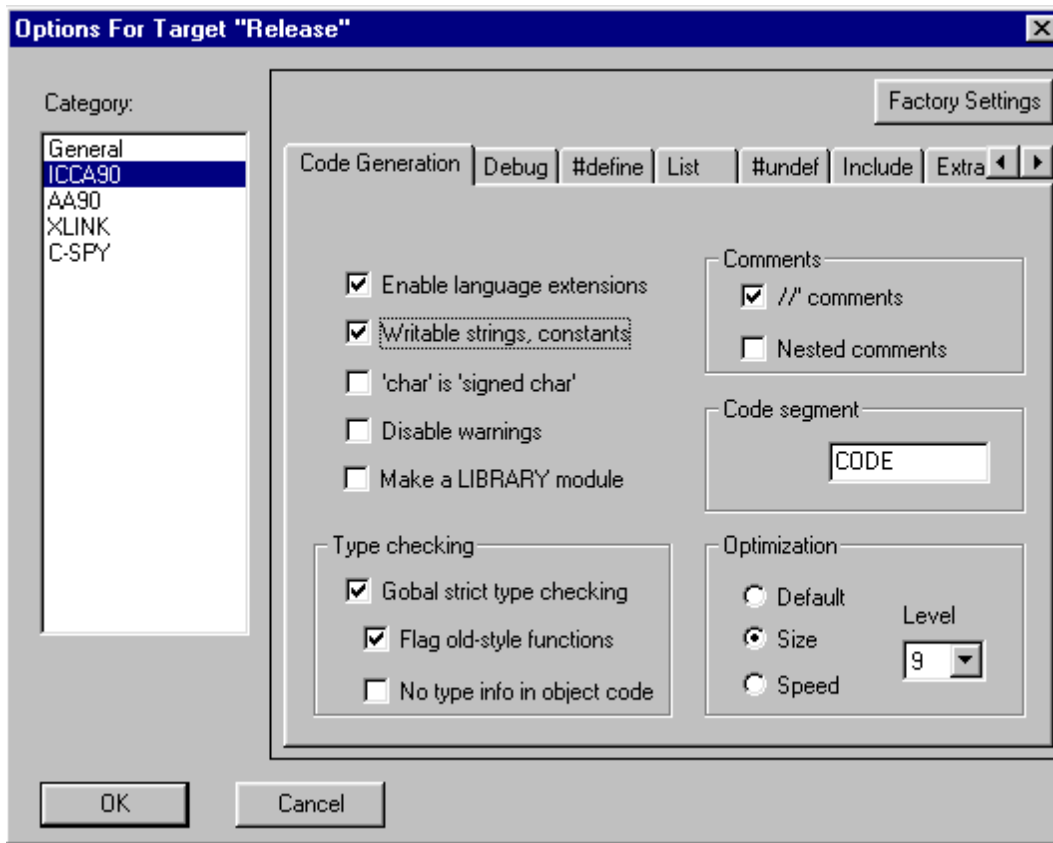 Options For Target "Release"
Category:
Factory Settings
General
ICCA90
AA90
XLINK
C-SPY
Code Generation Debug #define List #undef Include Extra
Enable language extensions
Writable strings, constants
'char' is 'signed char'
Disable warnings
Make a LIBRARY module
Comments
//' comments
Nested comments
Code segment
CODE
Type checking
Gobal strict type checking
Flag old-style functions
No type info in object code
Optimization
Default
Size
Speed
Level
9
OK Cancel